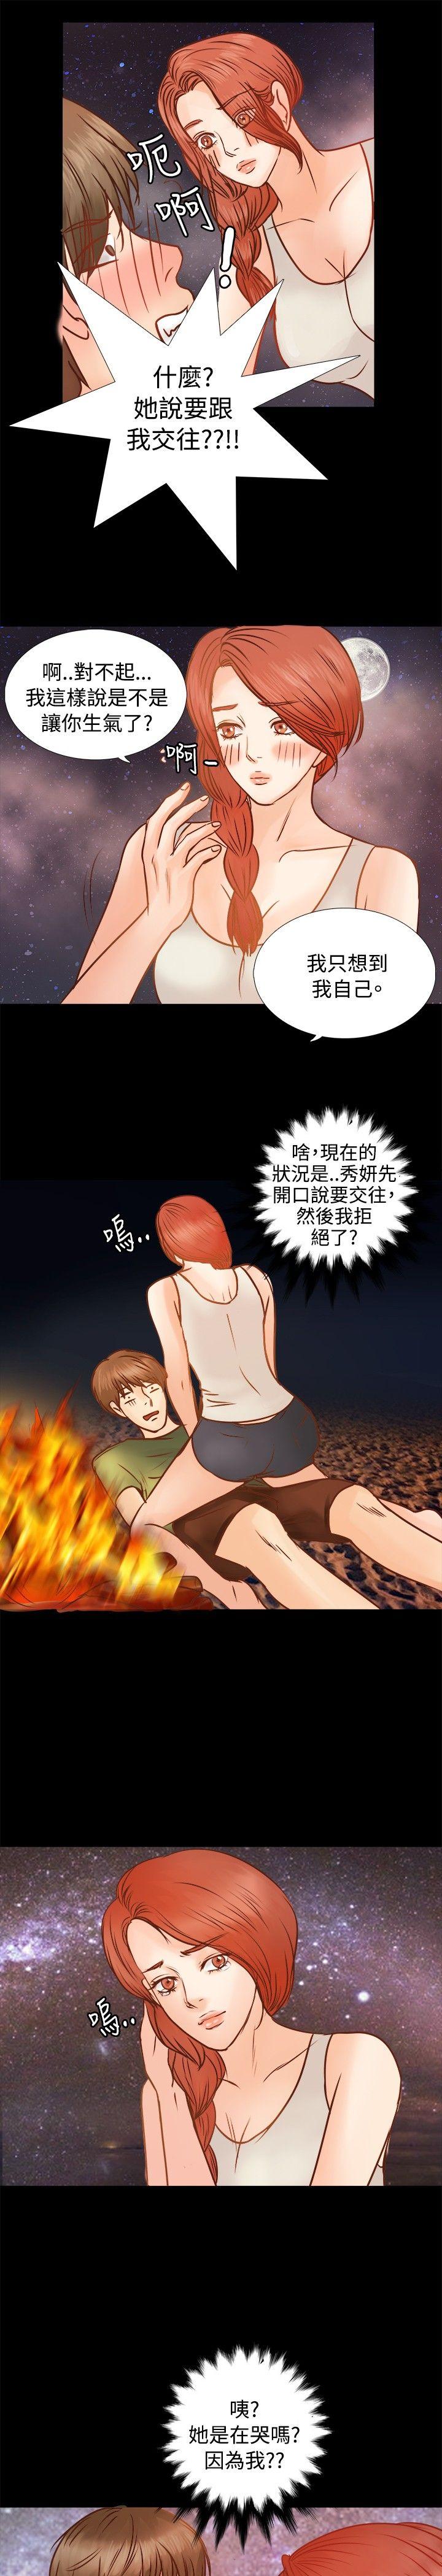 呃
啊
!
什麼?
她說要跟
我交往??!!
啊..對不起...
我這樣說是不是
讓你生氣了?
啊-
我只想到
我自己。
啥,現在的
狀況是..秀妍先
開口說要交往,
然後我拒
絕了?
嗚..
嗚..
咦?
她是在哭嗎?
因為我??